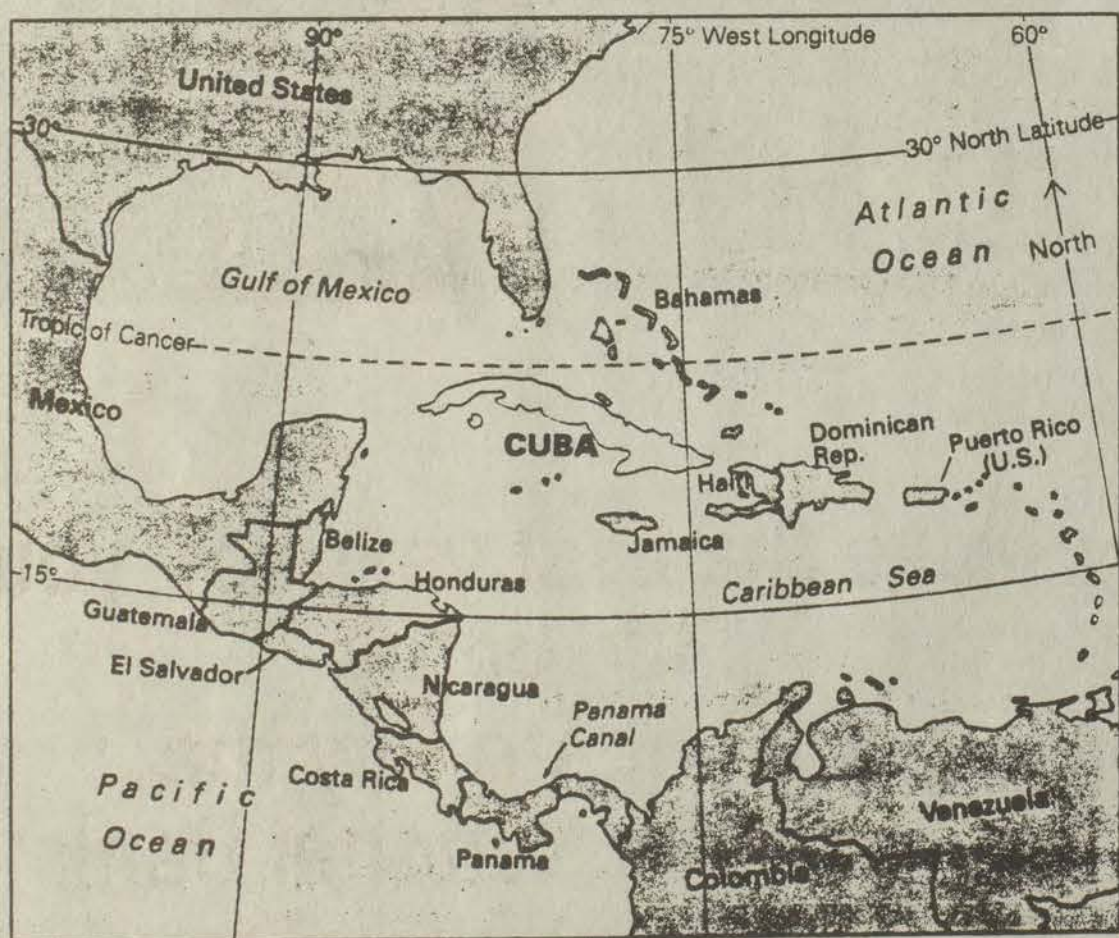 90°
75° West Longitude
60°
United States
30°
30° North Latitude
Atlantic
Ocean
North
Gulf of Mexico
Bahamas
Tropic of Cancer
Mexico
CUBA
Dominican
Rep.
Puerto Rico
(U.S.)
Haiti
Jamaica
Belize
15°
Honduras
Caribbean Sea
Guatemala
El Salvador
Nicaragua
Panama
Canal
Costa Rica
Pacific
Ocean
Venezuela
Panama
Colombia